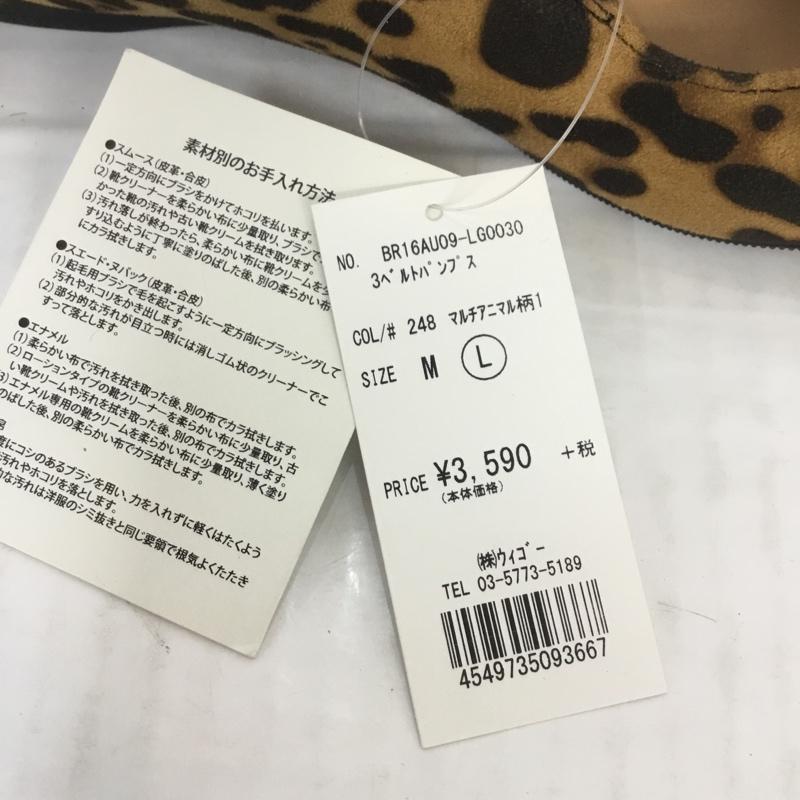 素材別のお手入れ方法
●スムース（皮革・合皮）
(1)一定方向にブラシをかけてホコリを払います。
(2)靴クリーナーを柔らかい布に少量取り、ブラシで
かった靴の汚れや古い靴クリームを拭き取ります。
(3)汚れ落しが終わったら、柔らかい布に靴クリームを
すり込むように丁寧に塗りのばした後、別の柔らかい布
にカラ拭きします。
●スエード・ヌバック（皮革・合皮）
(1)起毛用ブラシで毛を起こすように一定方向にブラッシングして
汚れやホコリをかき出します。
(2)部分的な汚れが目立つ時には消しゴム状のクリーナーでこ
すって落とします。
●エナメル
(1)柔らかい布で汚れを拭き取った後、別の布でカラ拭きします。
(2)ローションタイプの靴クリーナーを柔らかい布に少量取り、古
い靴クリームや汚れを拭き取った後、別の布でカラ拭きします。
3)エナメル専用の靴クリームを柔らかい布に少量取り、薄く塗り
のばした後、別の柔らかい布でカラ拭きします。
度にコシのあるブラシを用い、力を入れずに軽くはたくよう
汚れやホコリを落とします。
な汚れは洋服のシミ抜きと同じ要領で根気よくたたき
NO. BR16AU09-LG0030
3ﾍﾞﾙﾄﾊﾟﾝﾌﾟｽ
COL/# 248 ﾏﾙﾁｱﾆﾏﾙ柄1
SIZE M Ⓛ
PRICE ¥3,590 +税
(本体価格)
㈱ｳｨｺﾞｰ
TEL 03-5773-5189
4549735093667